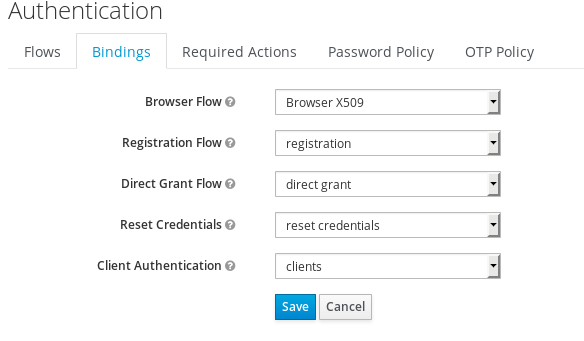 Authentication
Flows Bindings Required Actions Password Policy OTP Policy
Browser Flow ? Browser X509
Registration Flow ? registration
Direct Grant Flow ? direct grant
Reset Credentials ? reset credentials
Client Authentication ? clients
Save Cancel